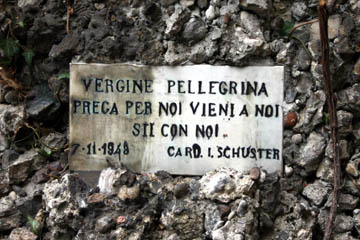 VERGINE PELLEGRINA
PREGA PER NOI VIENI A NOI
STI CON NOI.
7-11-1948 CARD. I. SCHUSTER